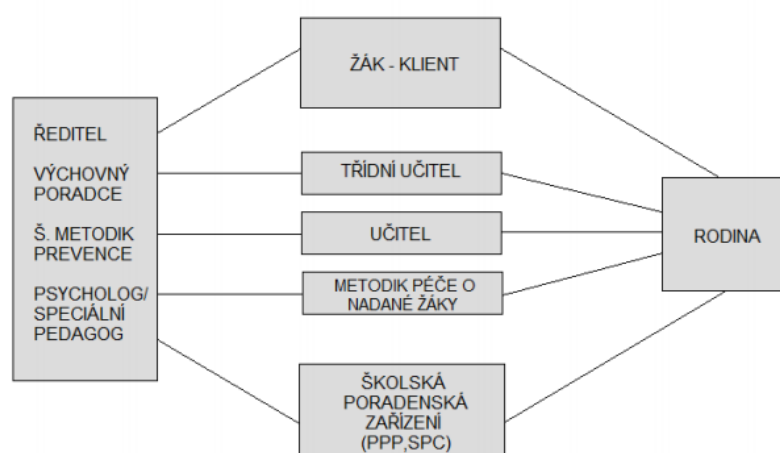 ŽÁK - KLIENT
ŘEDITEL
VÝCHOVNÝ
PORADCE
Š. METODIK
PREVENCE
PSYCHOLOG/
SPECIÁLNÍ
PEDAGOG
TŘÍDNÍ UČITEL
UČITEL
METODIK PÉČE O
NADANÉ ŽÁKY
ŠKOLSKÁ
PORADENSKÁ
ZAŘÍZENÍ
(PPP,SPC)
RODINA